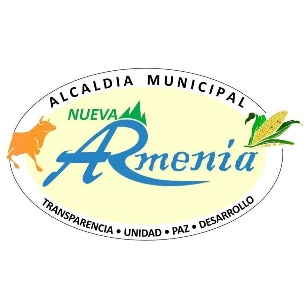 ALCALDIA MUNICIPAL
NUEVA
ARmenia
TRANSPARENCIA • UNIDAD • PAZ • DESARROLLO